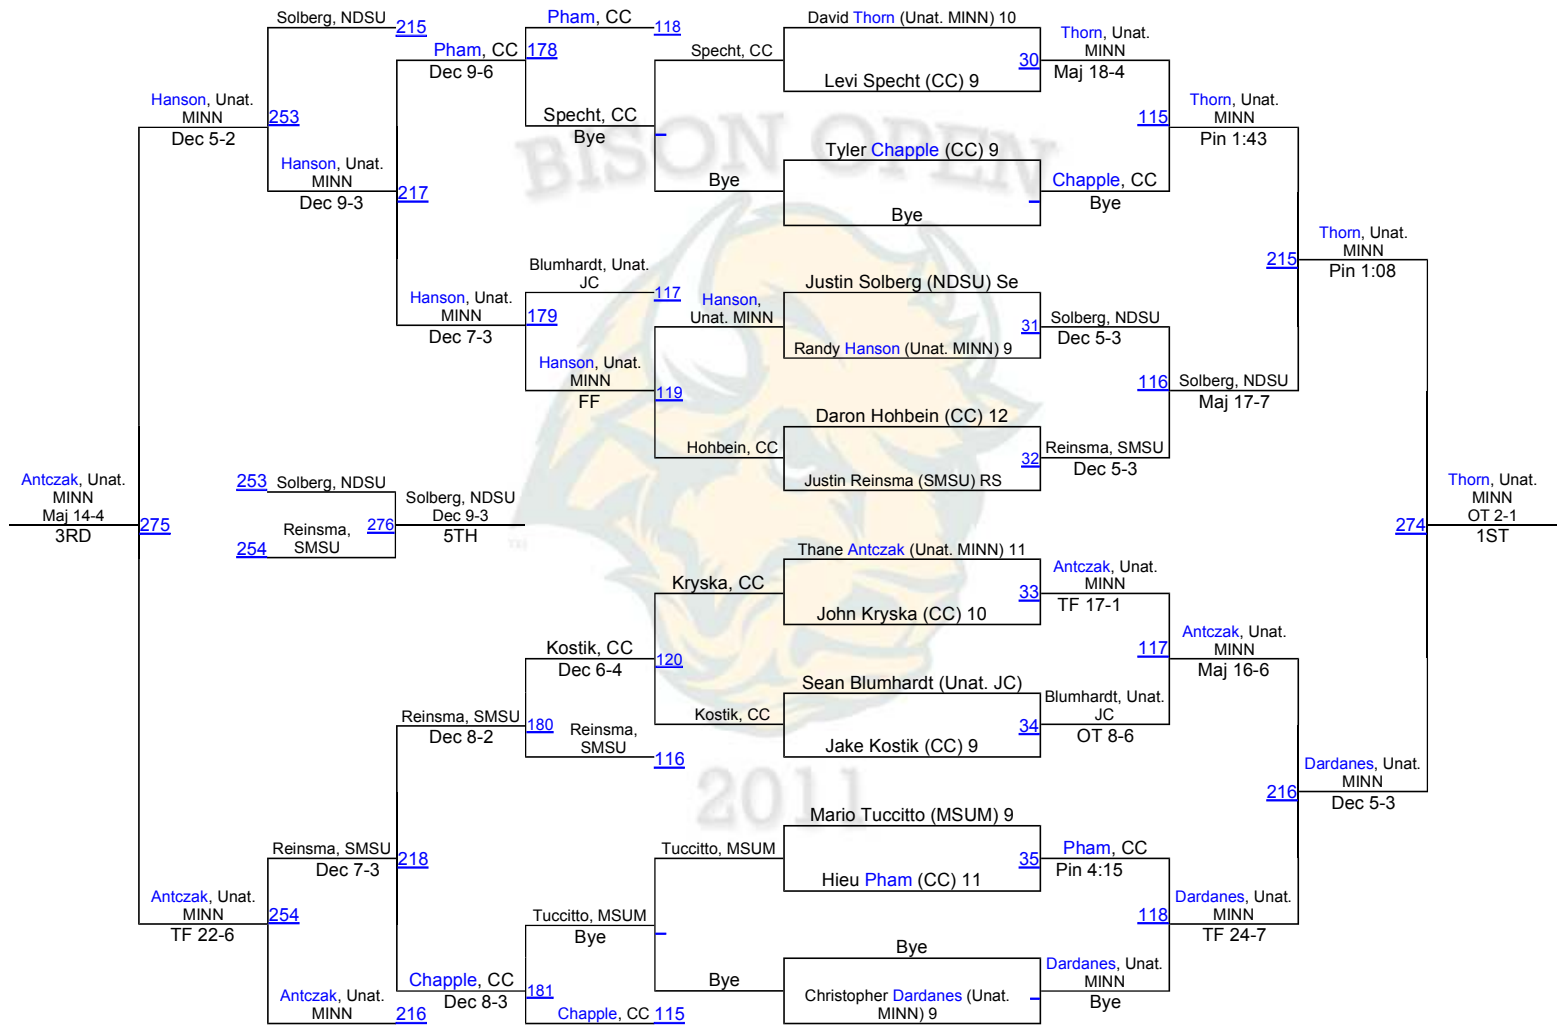 Solberg, NDSU
215
Pham, CC
118
David Thorn (Unat. MINN) 10
Pham, CC
178
Dec 9-6
Specht, CC
30
Thorn, Unat.
MINN
Maj 18-4
Levi Specht (CC) 9
Hanson, Unat.
MINN
253
Dec 5-2
Specht, CC
Bye
115
Thorn, Unat.
MINN
Pin 1:43
BISON OPEN
Tyler Chapple (CC) 9
Hanson, Unat.
MINN
217
Dec 9-3
Bye
Chapple, CC
Bye
Bye
Blumhardt, Unat.
JC
117
215
Thorn, Unat.
MINN
Pin 1:08
Justin Solberg (NDSU) Se
Hanson, Unat.
MINN
179
Dec 7-3
Hanson,
Unat. MINN
31
Solberg, NDSU
Dec 5-3
Randy Hanson (Unat. MINN) 9
Hanson, Unat.
MINN
119
FF
116
Solberg, NDSU
Maj 17-7
Daron Hohbein (CC) 12
Hohbein, CC
32
Reinsma, SMSU
Dec 5-3
Justin Reinsma (SMSU) RS
Antczak, Unat.
MINN
Maj 14-4
275
3RD
253
Solberg, NDSU
Reinsma,
SMSU
254
276
Solberg, NDSU
Dec 9-3
5TH
TM
274
Thorn, Unat.
MINN
OT 2-1
1ST
Thane Antczak (Unat. MINN) 11
Kryska, CC
33
Antczak, Unat.
MINN
TF 17-1
John Kryska (CC) 10
Kostik, CC
120
Dec 6-4
117
Antczak, Unat.
MINN
Maj 16-6
Sean Blumhardt (Unat. JC)
Reinsma, SMSU
180
Dec 8-2
Reinsma,
SMSU
116
Kostik, CC
34
Blumhardt, Unat.
JC
OT 8-6
Jake Kostik (CC) 9
2011
216
Dardanes, Unat.
MINN
Dec 5-3
Mario Tuccitto (MSUM) 9
Reinsma, SMSU
218
Dec 7-3
Tuccitto, MSUM
35
Pham, CC
Pin 4:15
Hieu Pham (CC) 11
Antczak, Unat.
MINN
254
TF 22-6
Tuccitto, MSUM
Bye
118
Dardanes, Unat.
MINN
TF 24-7
Bye
Chapple, CC
181
Dec 8-3
Bye
Dardanes, Unat.
MINN
Bye
Antczak, Unat.
MINN
216
Chapple, CC
115
Christopher Dardanes (Unat.
MINN) 9